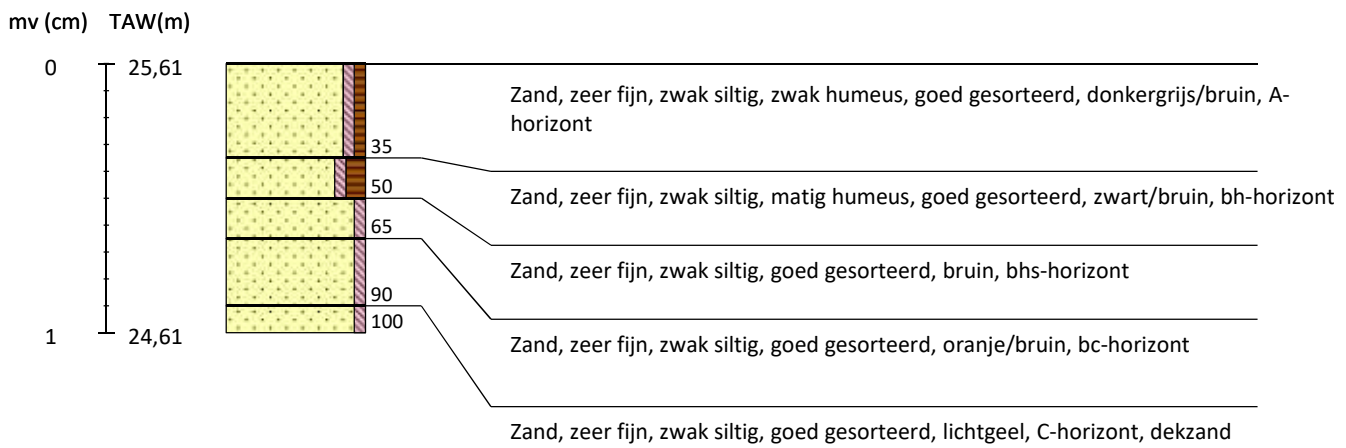 mv (cm) TAW(m)
0 25,61
Zand, zeer fijn, zwak siltig, zwak humeus, goed gesorteerd, donkergrijs/bruin, A-
horizont
35
50
Zand, zeer fijn, zwak siltig, matig humeus, goed gesorteerd, zwart/bruin, bh-horizont
65
Zand, zeer fijn, zwak siltig, goed gesorteerd, bruin, bhs-horizont
90
100
1 24,61
Zand, zeer fijn, zwak siltig, goed gesorteerd, oranje/bruin, bc-horizont
Zand, zeer fijn, zwak siltig, goed gesorteerd, lichtgeel, C-horizont, dekzand